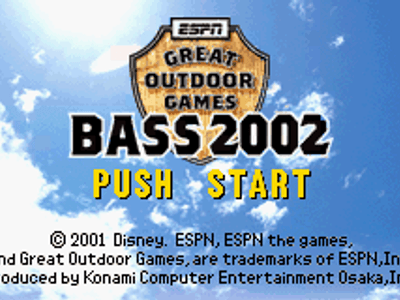 ESPN
GREAT
OUTDOOR
GAMES
BASS 2002
PUSH START
© 2001 Disney. ESPN, ESPN the games,
nd Great Outdoor Games, are trademarks of ESPN,In
roduced by Konami Computer Entertainment Osaka,In